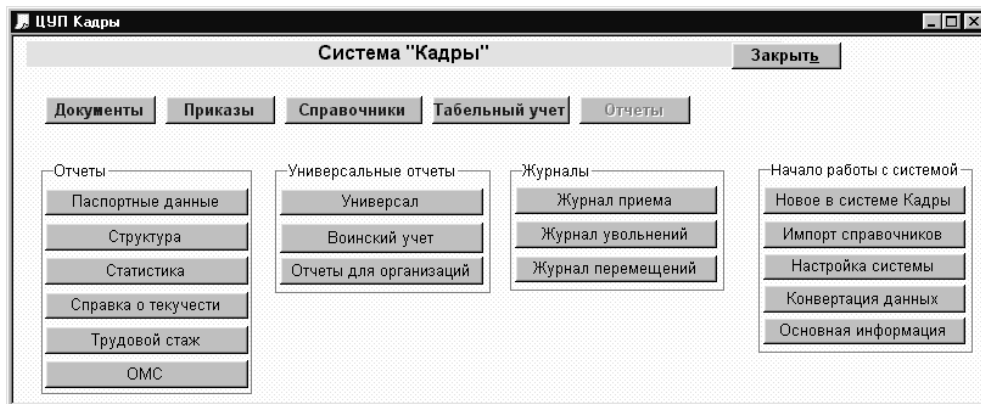 ЦУП Кадры
Система "Кадры"
Закрыть
Документы
Приказы
Справочники
Табельный учет
Отчеты
Отчеты
Паспортные данные
Структура
Статистика
Справка о текучести
Трудовой стаж
ОМС
Универсальные отчеты
Универсал
Воинский учет
Отчеты для организаций
Журналы
Журнал приема
Журнал увольнений
Журнал перемещений
Начало работы с системой
Новое в системе Кадры
Импорт справочников
Настройка системы
Конвертация данных
Основная информация